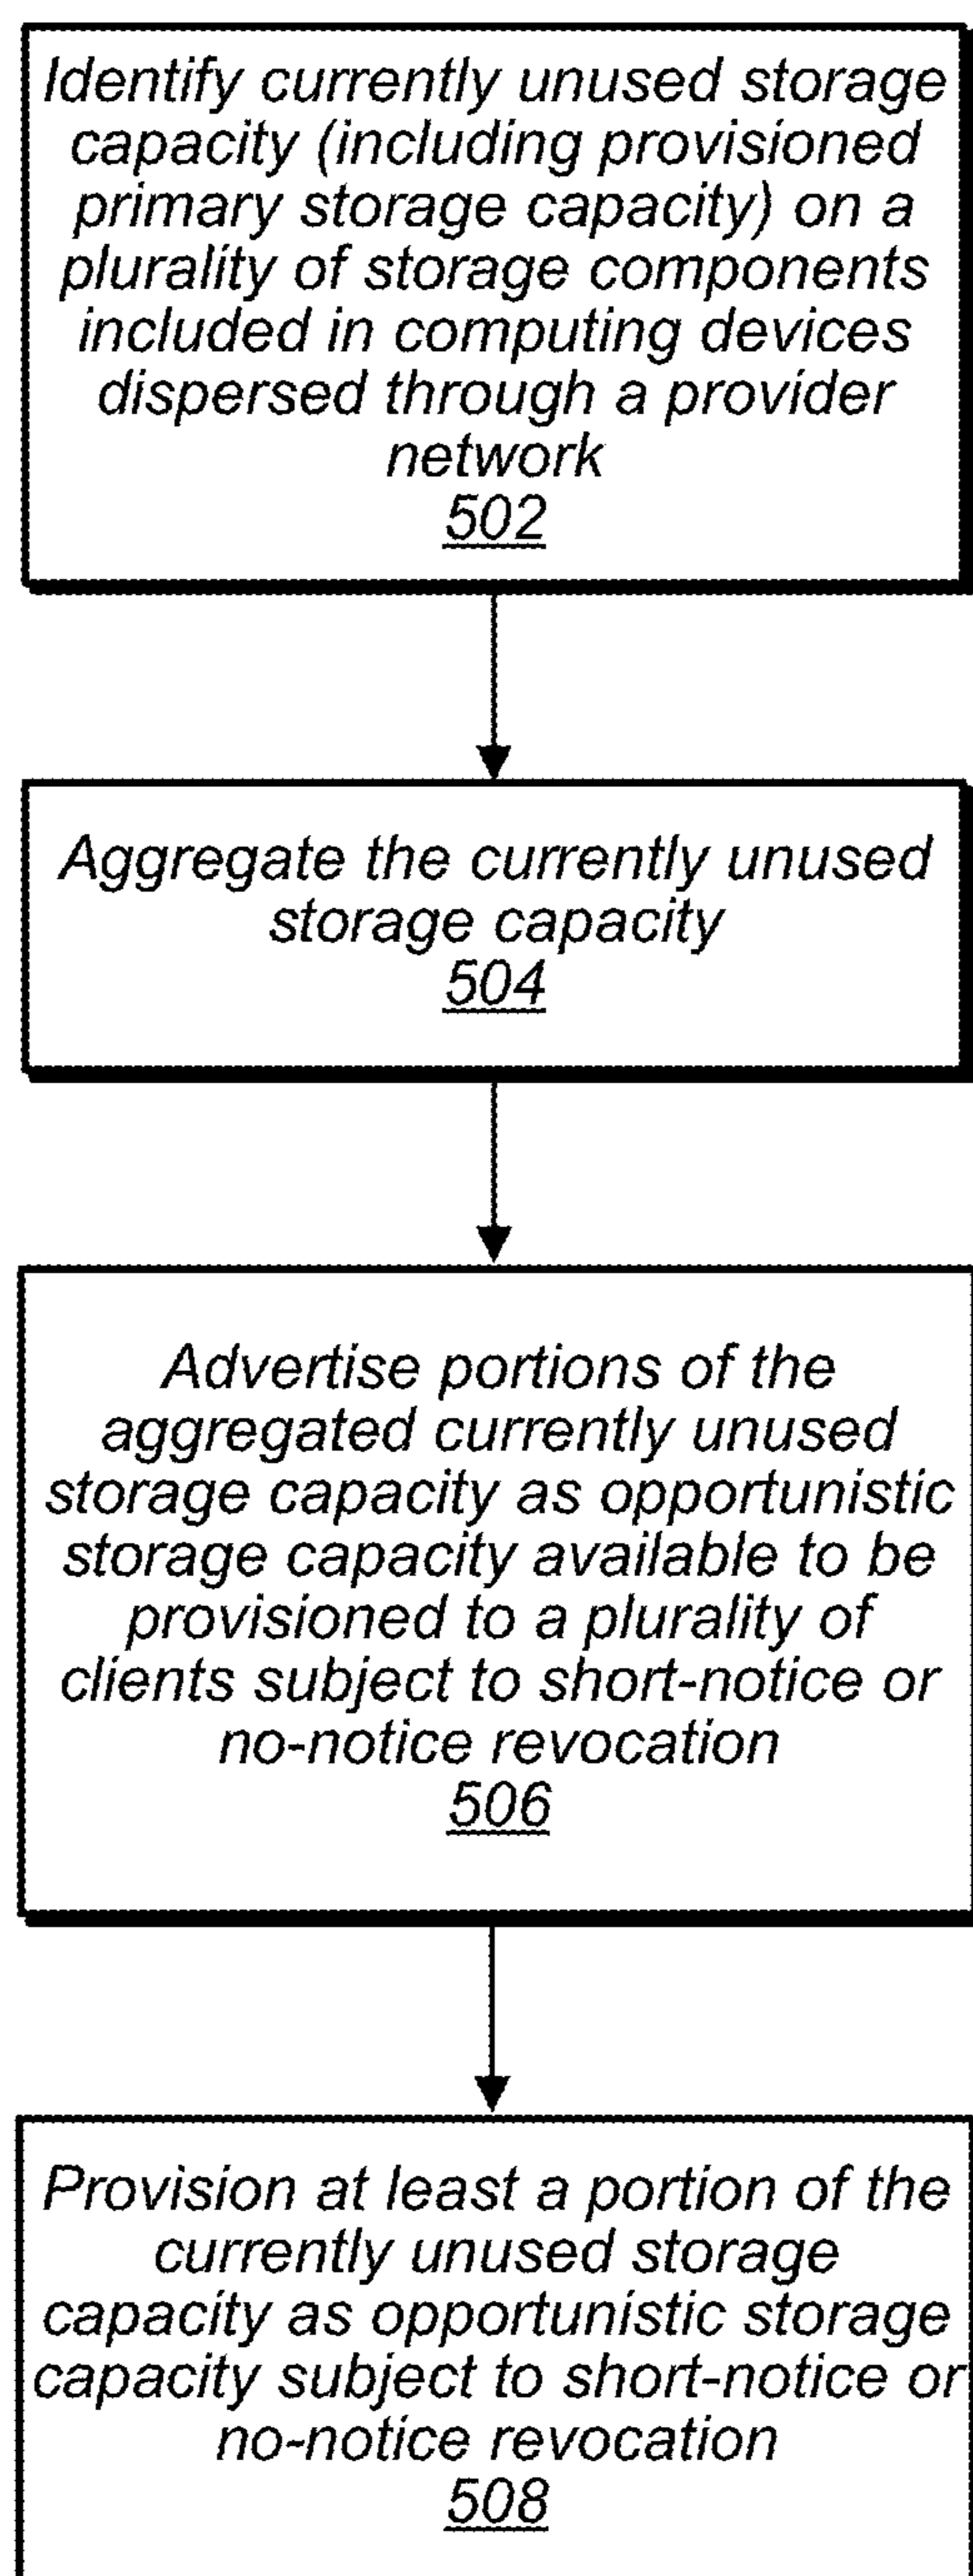 Identify currently unused storage
capacity (including provisioned
primary storage capacity) on a
plurality of storage components
included in computing devices
dispersed through a provider
network
502
Aggregate the currently unused
storage capacity
504
Advertise portions of the
aggregated currently unused
storage capacity as opportunistic
storage capacity available to be
provisioned to a plurality of
clients subject to short-notice or
no-notice revocation
506
Provision at least a portion of the
currently unused storage
capacity as opportunistic storage
capacity subject to short-notice or
no-notice revocation
508